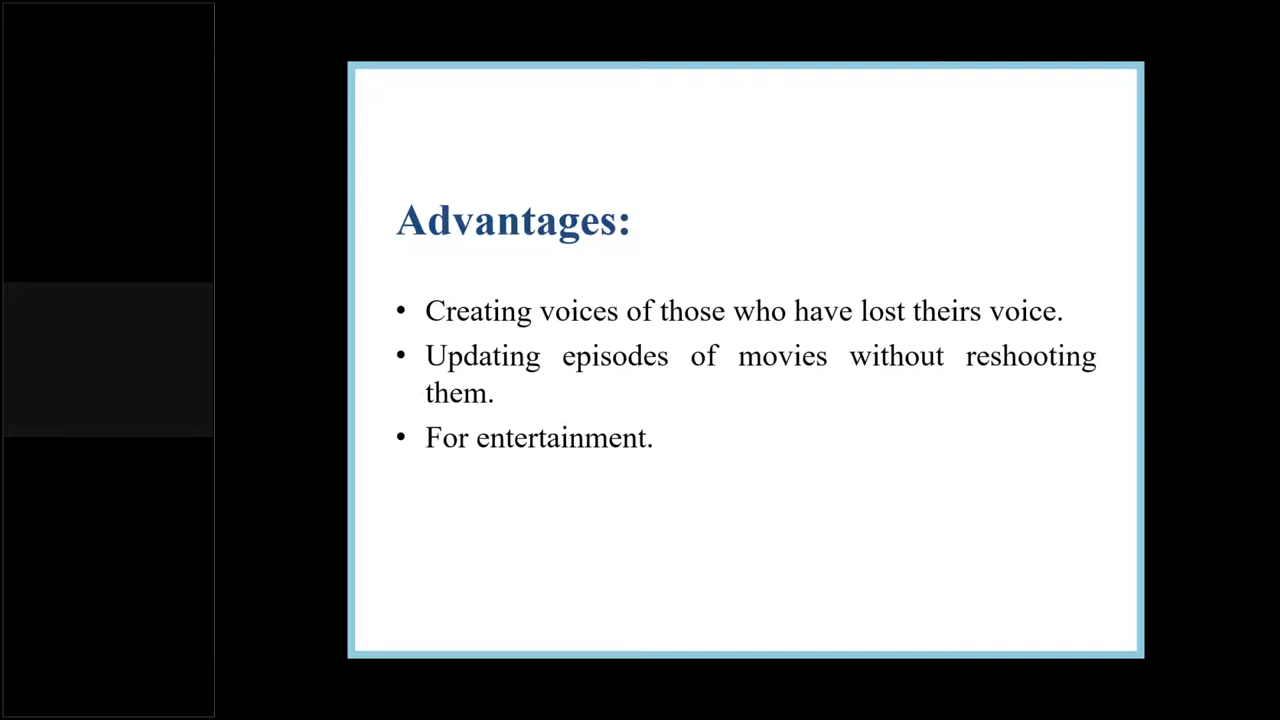 Advantages:
• Creating voices of those who have lost theirs voice.
• Updating episodes of movies without reshooting
them.
• For entertainment.